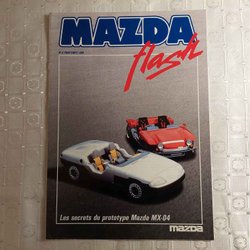 MAZDA
flash
Les secrets du prototype Mazda MX-04
mazda